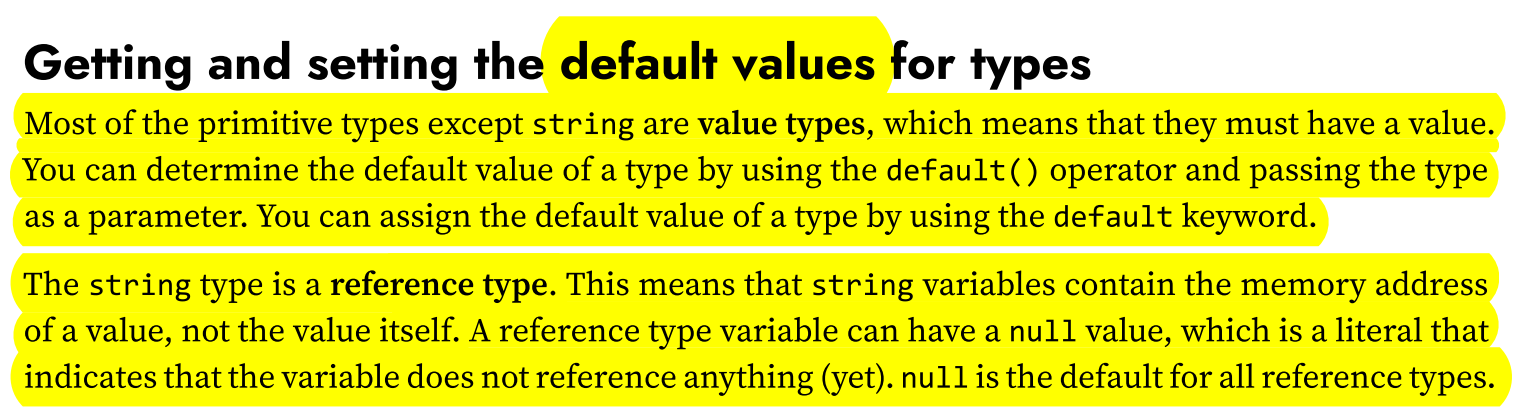 Getting and setting the default values for types
Most of the primitive types except string are value types, which means that they must have a value.
You can determine the default value of a type by using the default() operator and passing the type
as a parameter. You can assign the default value of a type by using the default keyword.
The string type is a reference type. This means that string variables contain the memory address
of a value, not the value itself. A reference type variable can have a null value, which is a literal that
indicates that the variable does not reference anything (yet). null is the default for all reference types.